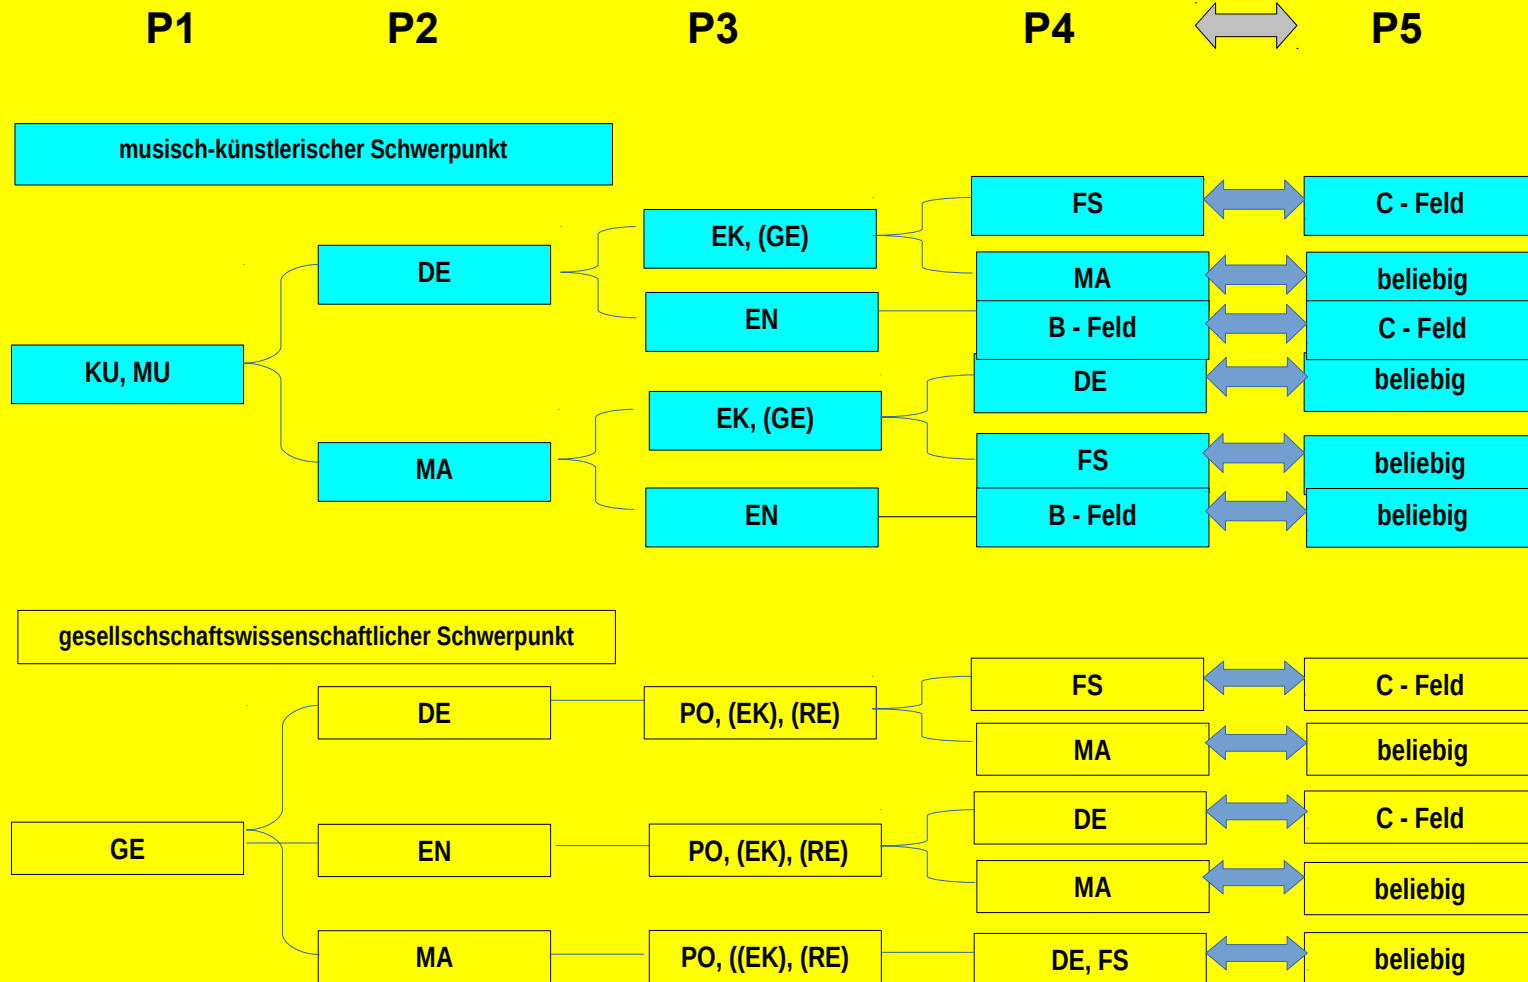 P1 P2 P3 P4 P5
musisch-künstlerischer Schwerpunkt
FS C - Feld
EK, (GE)
DE
MA beliebig
EN B - Feld C - Feld
KU, MU
DE beliebig
EK, (GE)
MA
FS beliebig
EN B - Feld beliebig
gesellschschaftswissenschaftlicher Schwerpunkt
FS C - Feld
DE PO, (EK), (RE)
MA beliebig
DE C - Feld
GE EN PO, (EK), (RE)
MA beliebig
MA PO, ((EK), (RE) DE, FS beliebig